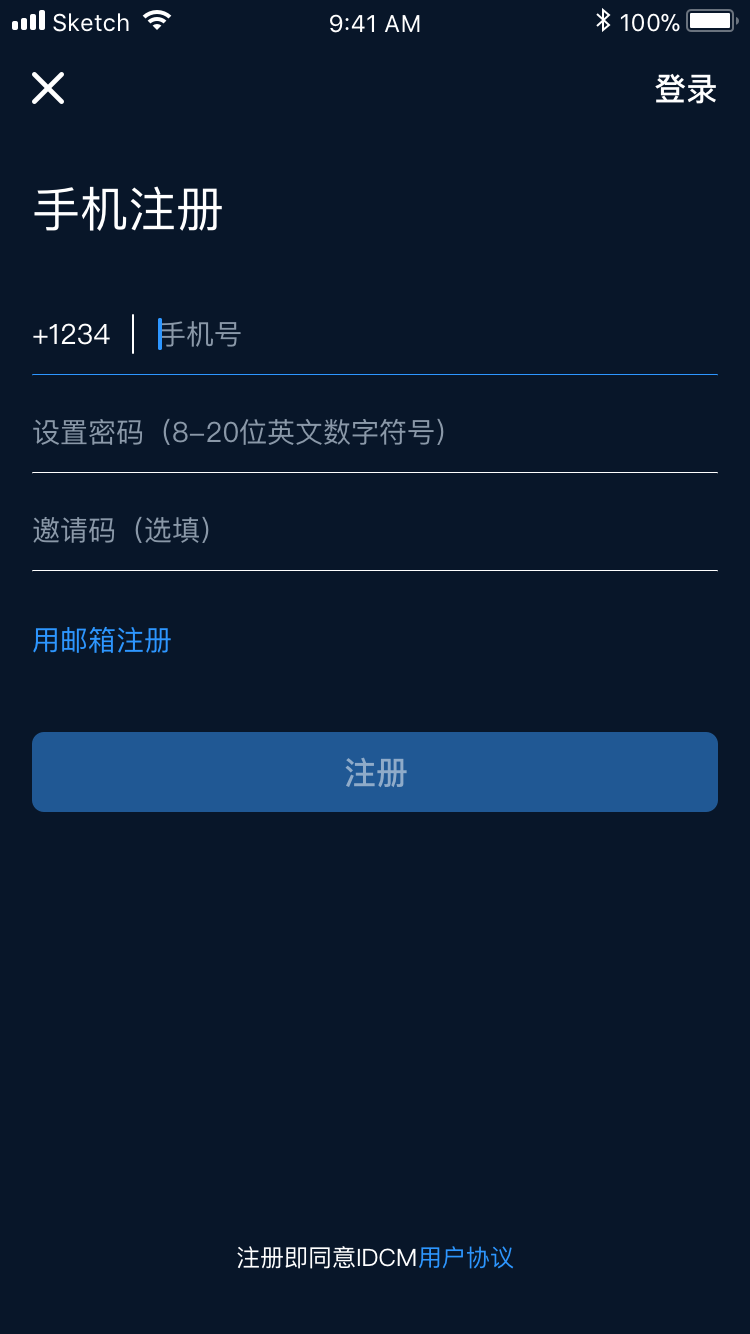 Sketch 9:41 AM 100%
登录
手机注册
+1234 手机号
设置密码（8–20位英文数字符号）
邀请码（选填）
用邮箱注册
注册
注册即同意IDCM用户协议